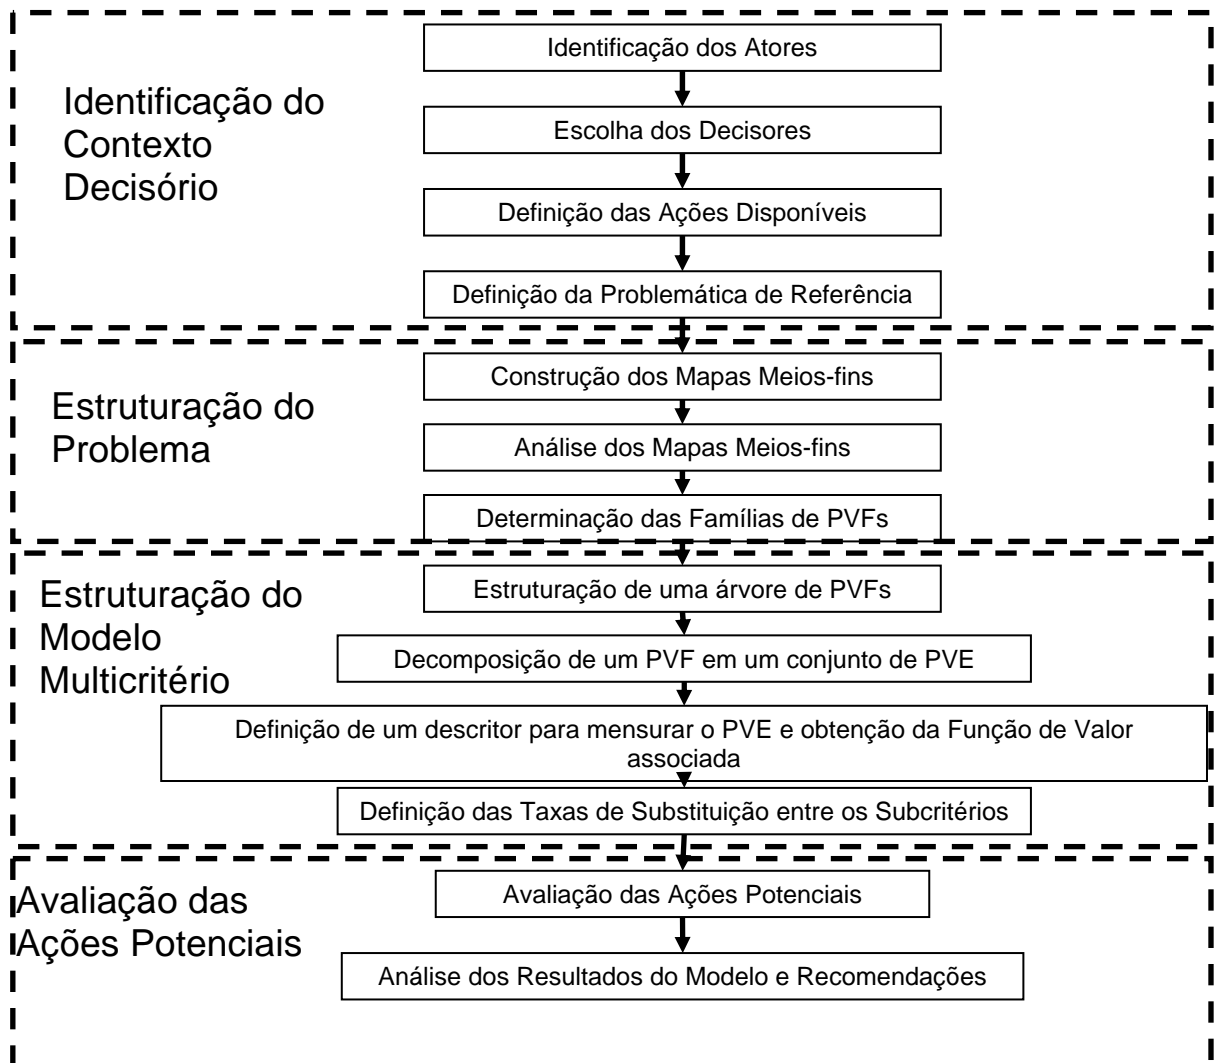 Identificação do
Contexto
Decisório
Identificação dos Atores
Escolha dos Decisores
Definição das Ações Disponíveis
Definição da Problemática de Referência
Estruturação do
Problema
Construção dos Mapas Meios-fins
Análise dos Mapas Meios-fins
Determinação das Famílias de PVFs
Estruturação do
Modelo
Multicritério
Estruturação de uma árvore de PVFs
Decomposição de um PVF em um conjunto de PVE
Definição de um descritor para mensurar o PVE e obtenção da Função de Valor
associada
Definição das Taxas de Substituição entre os Subcritérios
Avaliação das
Ações Potenciais
Avaliação das Ações Potenciais
Análise dos Resultados do Modelo e Recomendações